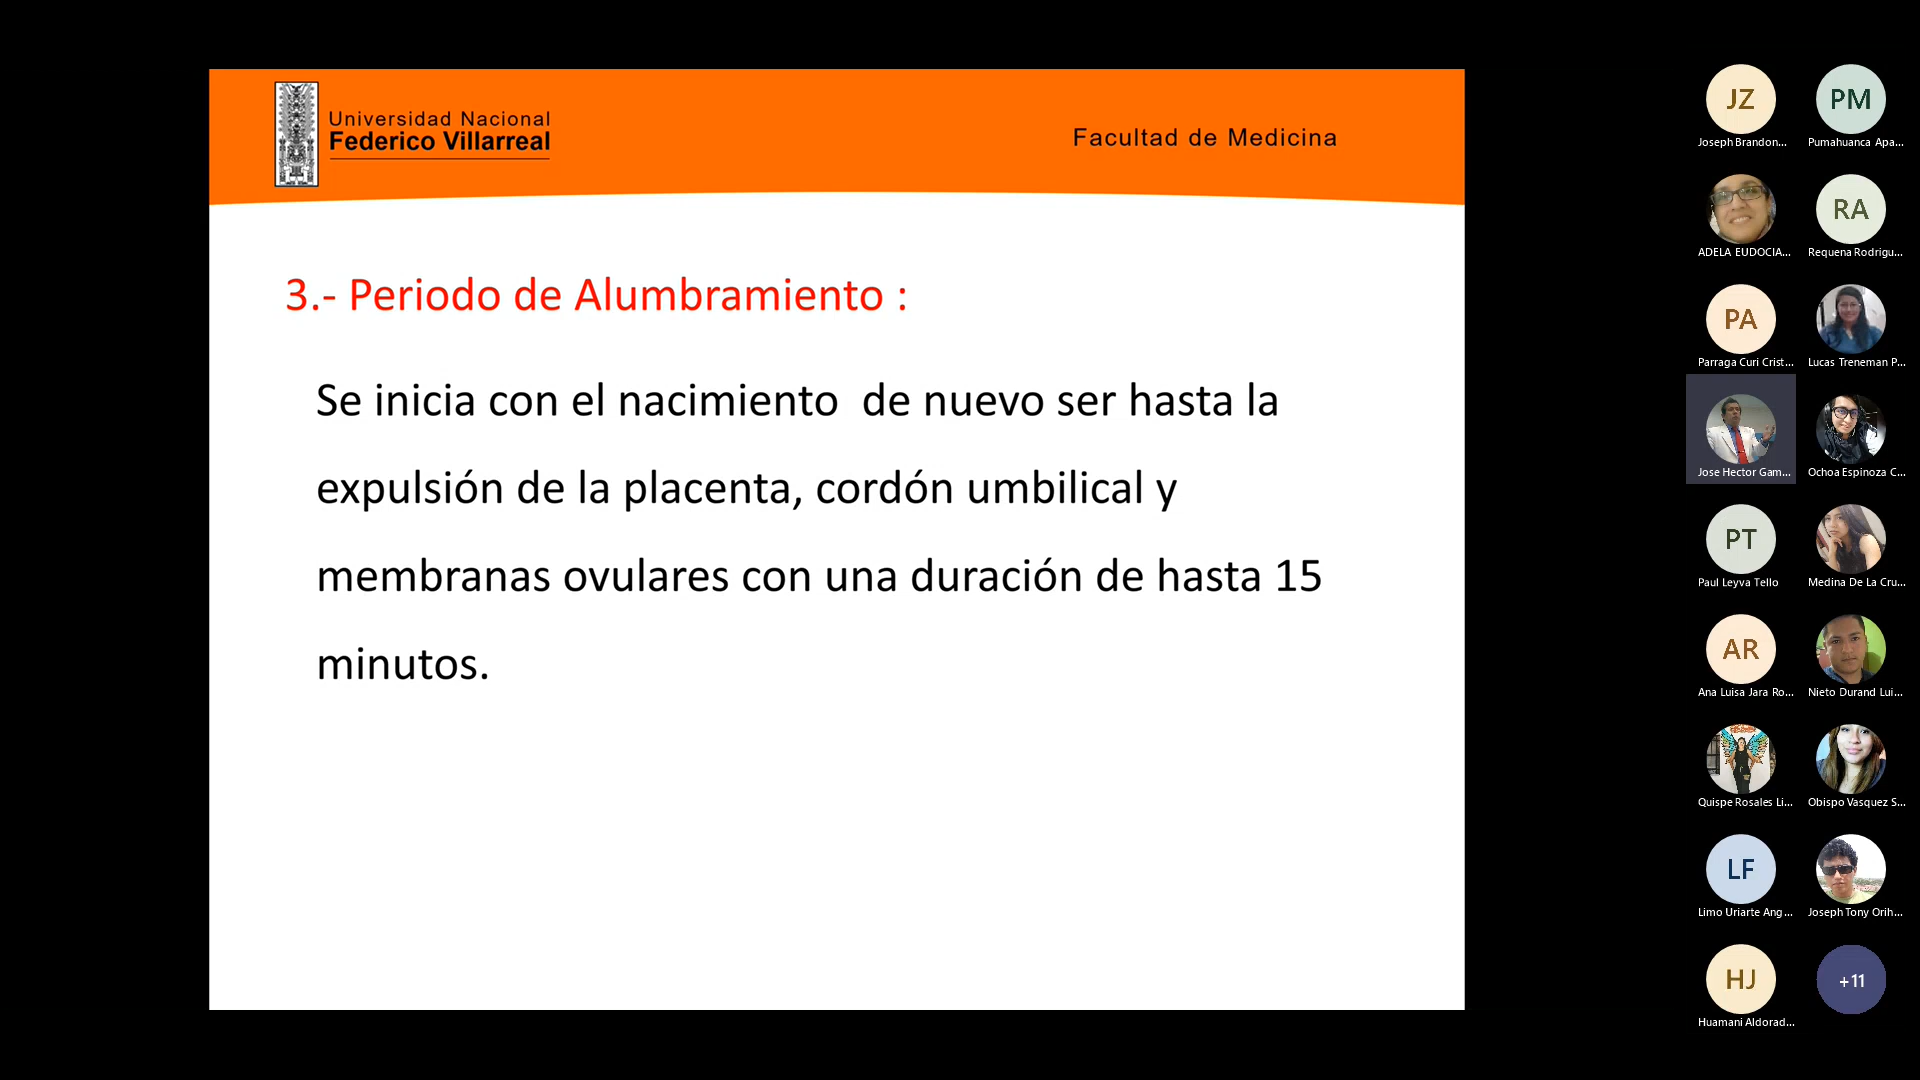 Universidad Nacional
Federico Villarreal
Facultad de Medicina
3.- Periodo de Alumbramiento :
Se inicia con el nacimiento de nuevo ser hasta la
expulsión de la placenta, cordón umbilical y
membranas ovulares con una duración de hasta 15
minutos.
JZ
Joseph Brandon...
PM
Pumahuanca Apa...
ADELA EUDOCIA...
RA
Requena Rodrigu...
PA
Parraga Curi Crist...
Lucas Treneman P...
Jose Hector Gam...
Ochoa Espinoza C...
PT
Paul Leyva Tello
Medina De La Cru...
AR
Ana Luisa Jara Ro...
Nieto Durand Lui...
Quispe Rosales Li...
Obispo Vasquez S...
LF
Limo Uriarte Ang...
Joseph Tony Orih...
HJ
Huamani Aldorad...
+11